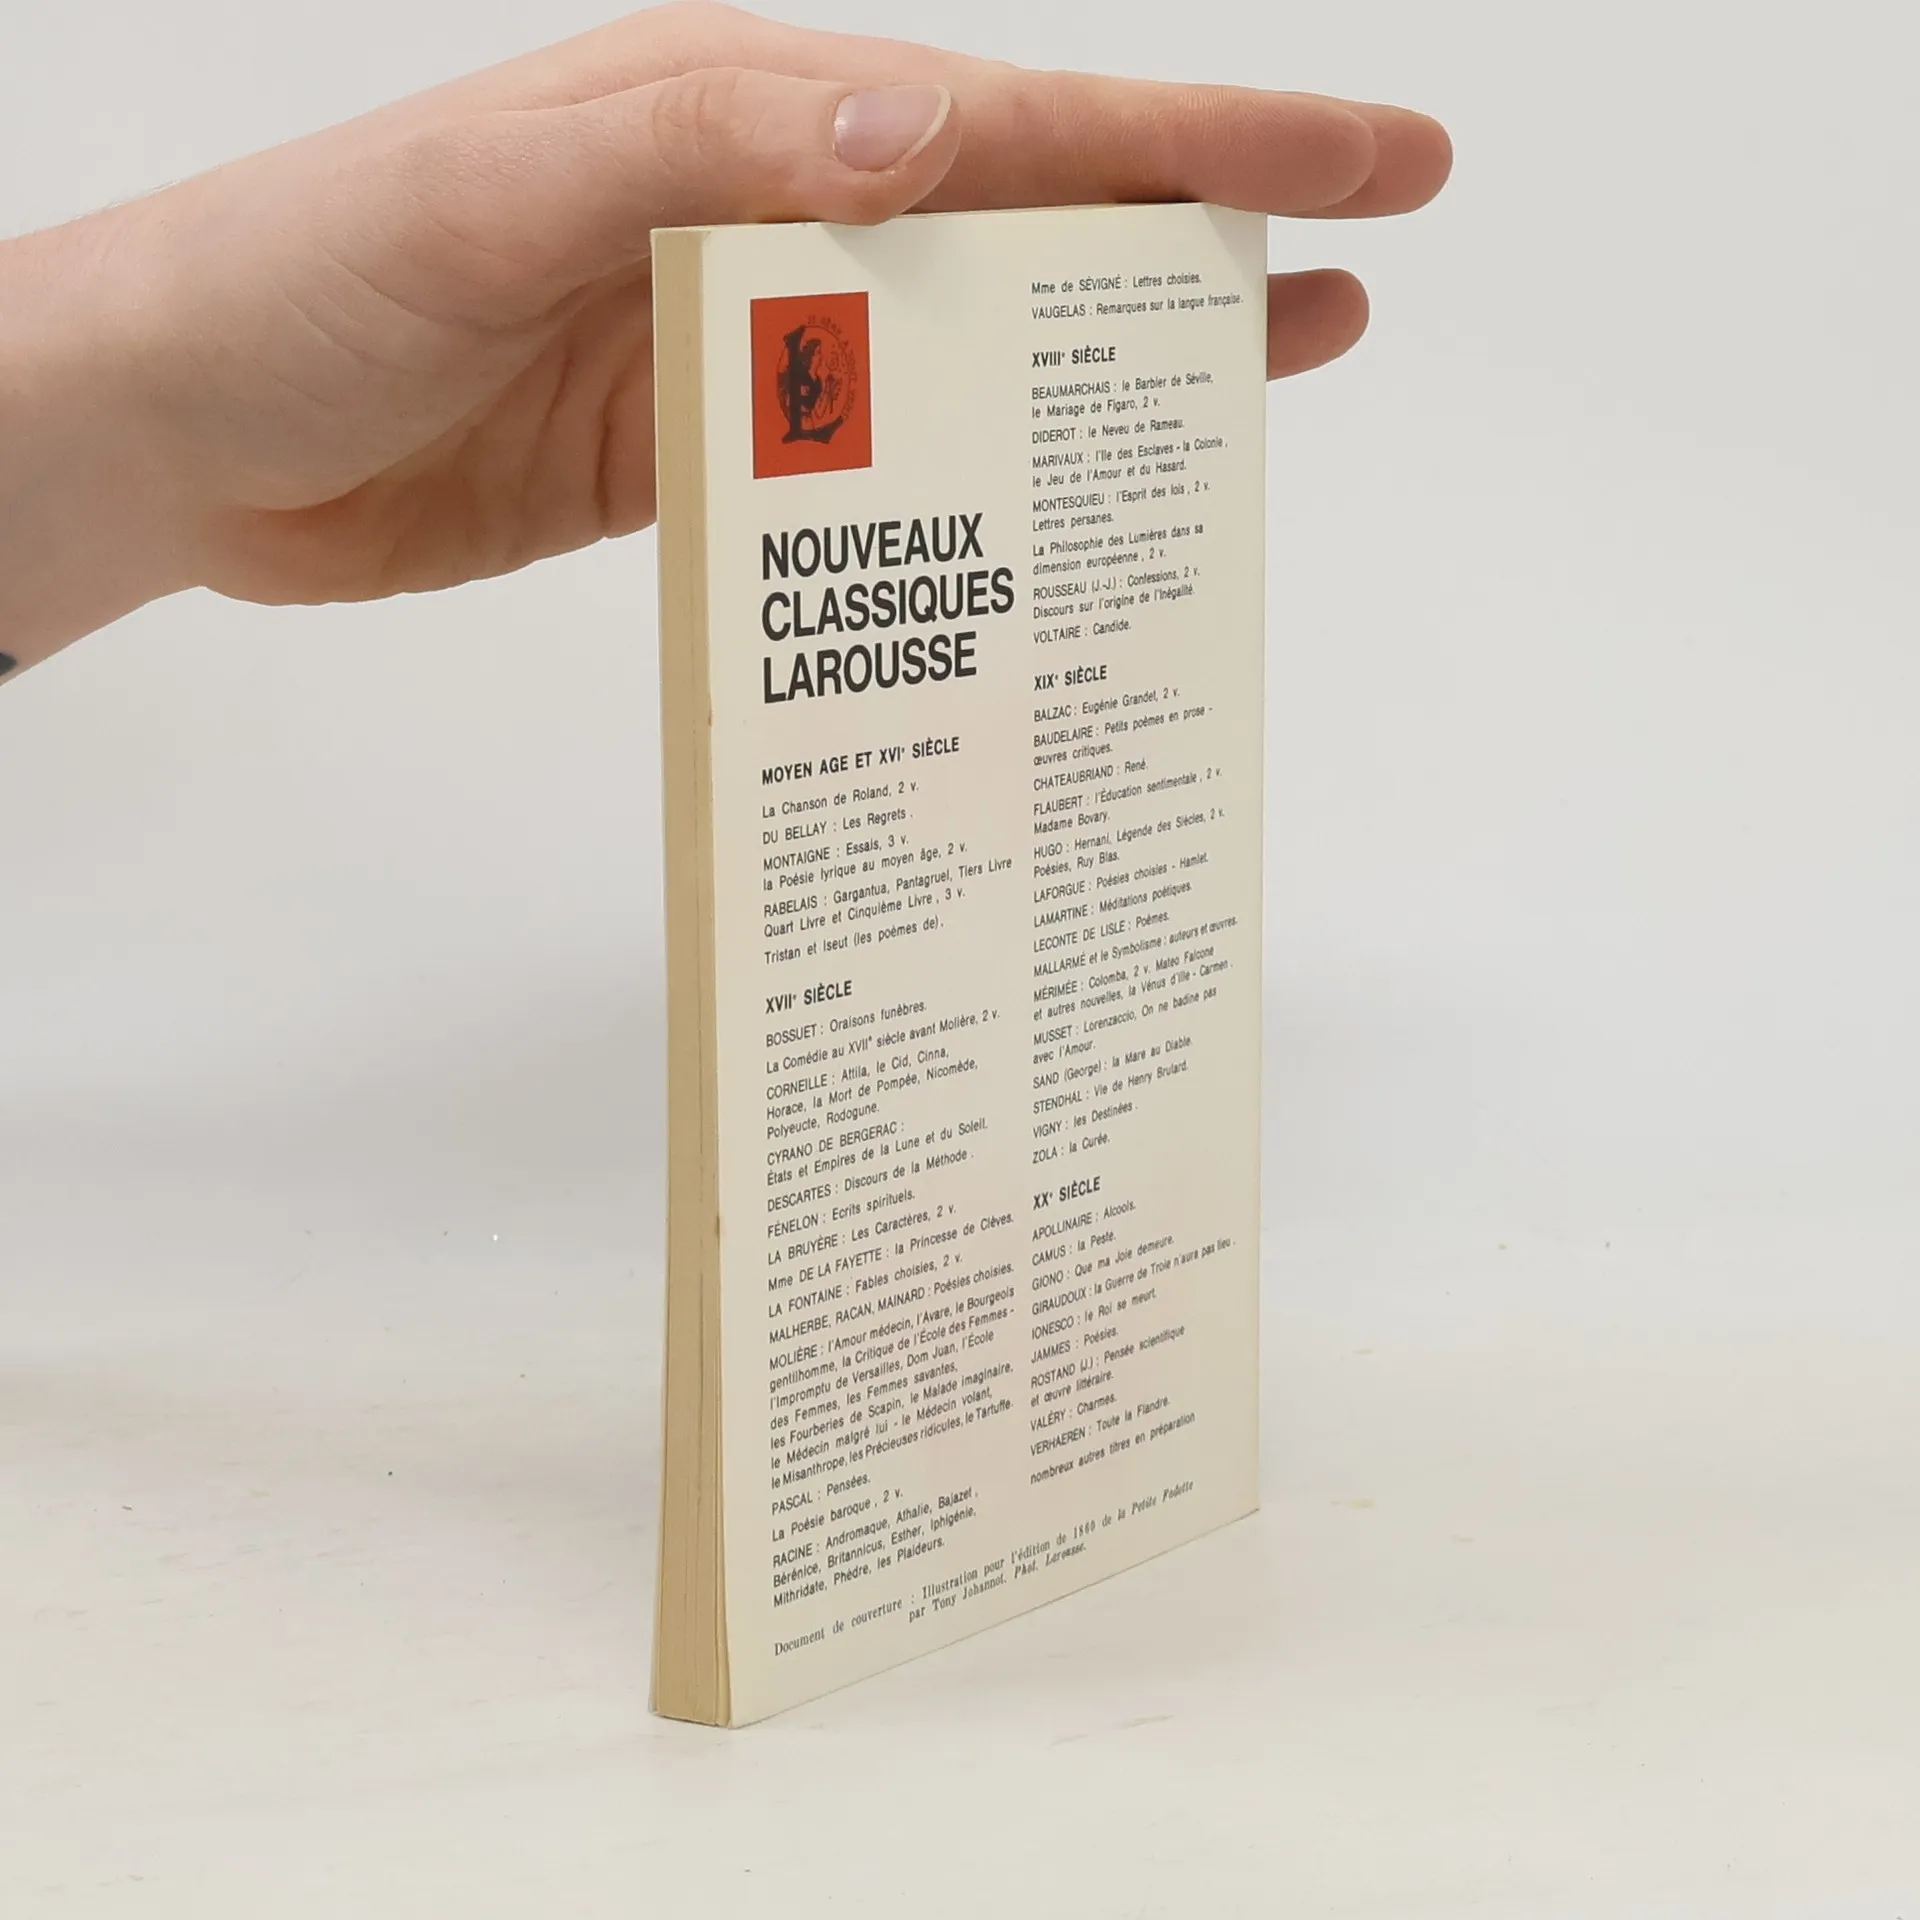 NOUVEAUX
CLASSIQUES
LAROUSSE
MOYEN AGE ET XVIᵉ SIÈCLE
La Chanson de Roland, 2 v.
DU BELLAY : Les Regrets .
MONTAIGNE : Essais, 3 v.
la Poésie lyrique au moyen âge, 2 v.
RABELAIS : Gargantua, Pantagruel, Tiers Livre
Quart Livre et Cinquième Livre , 3 v.
Tristan et Iseut (les poèmes de),
XVIIᵉ SIÈCLE
BOSSUET : Oraisons funèbres.
La Comédie au XVIIᵉ siècle avant Molière, 2 v.
CORNEILLE : Attila, le Cid, Cinna,
Horace, la Mort de Pompée, Nicomède,
Polyeucte, Rodogune.
CYRANO DE BERGERAC :
États et Empires de la Lune et du Soleil.
DESCARTES : Discours de la Méthode .
FÉNELON : Ecrits spirituels.
LA BRUYÈRE : Les Caractères, 2 v.
Mme DE LA FAYETTE : la Princesse de Clèves.
LA FONTAINE : Fables choisies, 2 v.
MALHERBE, RACAN, MAINARD : Poésies choisies.
MOLIÈRE : l'Amour médecin, l'Avare, le Bourgeois
gentilhomme, la Critique de l'École des Femmes -
l'Impromptu de Versailles, Dom Juan, l'École
des Femmes, les Femmes savantes,
les Fourberies de Scapin, le Malade imaginaire,
le Médecin malgré lui - le Médecin volant,
le Misanthrope, les Précieuses ridicules, le Tartuffe.
PASCAL : Pensées.
La Poésie baroque , 2 v.
RACINE : Andromaque, Athalie, Bajazet ,
Bérénice, Britannicus, Esther, Iphigénie,
Mithridate, Phèdre, les Plaideurs.
Mme de SÉVIGNÉ : Lettres choisies.
VAUGELAS : Remarques sur la langue française.
XVIIIᵉ SIÈCLE
BEAUMARCHAIS : le Barbier de Séville,
le Mariage de Figaro, 2 v.
DIDEROT : le Neveu de Rameau.
MARIVAUX : l'Ile des Esclaves - la Colonie ,
le Jeu de l'Amour et du Hasard.
MONTESQUIEU : l'Esprit des lois , 2 v.
Lettres persanes.
La Philosophie des Lumières dans sa
dimension européenne , 2 v.
ROUSSEAU (J.-J.) : Confessions, 2 v.
Discours sur l'origine de l'Inégalité.
VOLTAIRE : Candide.
XIXᵉ SIÈCLE
BALZAC : Eugénie Grandet, 2 v.
BAUDELAIRE : Petits poèmes en prose -
œuvres critiques.
CHATEAUBRIAND : René.
FLAUBERT : l'Éducation sentimentale , 2 v.
Madame Bovary.
HUGO : Hernani, Légende des Siècles, 2 v.
Poésies, Ruy Blas.
LAFORGUE : Poésies choisies - Hamlet.
LAMARTINE : Méditations poétiques.
LECONTE DE LISLE : Poèmes.
MALLARMÉ et le Symbolisme : auteurs et œuvres.
MÉRIMÉE : Colomba, 2 v. Mateo Falcone
et autres nouvelles, la Vénus d'Ille - Carmen .
MUSSET : Lorenzaccio, On ne badine pas
avec l'Amour.
SAND (George) : la Mare au Diable.
STENDHAL : Vie de Henry Brulard.
VIGNY : les Destinées .
ZOLA : la Curée.
XXᵉ SIÈCLE
APOLLINAIRE : Alcools.
CAMUS : la Peste.
GIONO : Que ma Joie demeure.
GIRAUDOUX : la Guerre de Troie n'aura pas lieu .
IONESCO : le Roi se meurt.
JAMMES : Poésies.
ROSTAND (J.) : Pensée scientifique
et œuvre littéraire.
VALÉRY : Charmes.
VERHAEREN : Toute la Flandre.
nombreux autres titres en préparation
Document de couverture : Illustration pour l'édition de 1860 de la Petite Fadette
par Tony Johannot. Phot. Larousse.